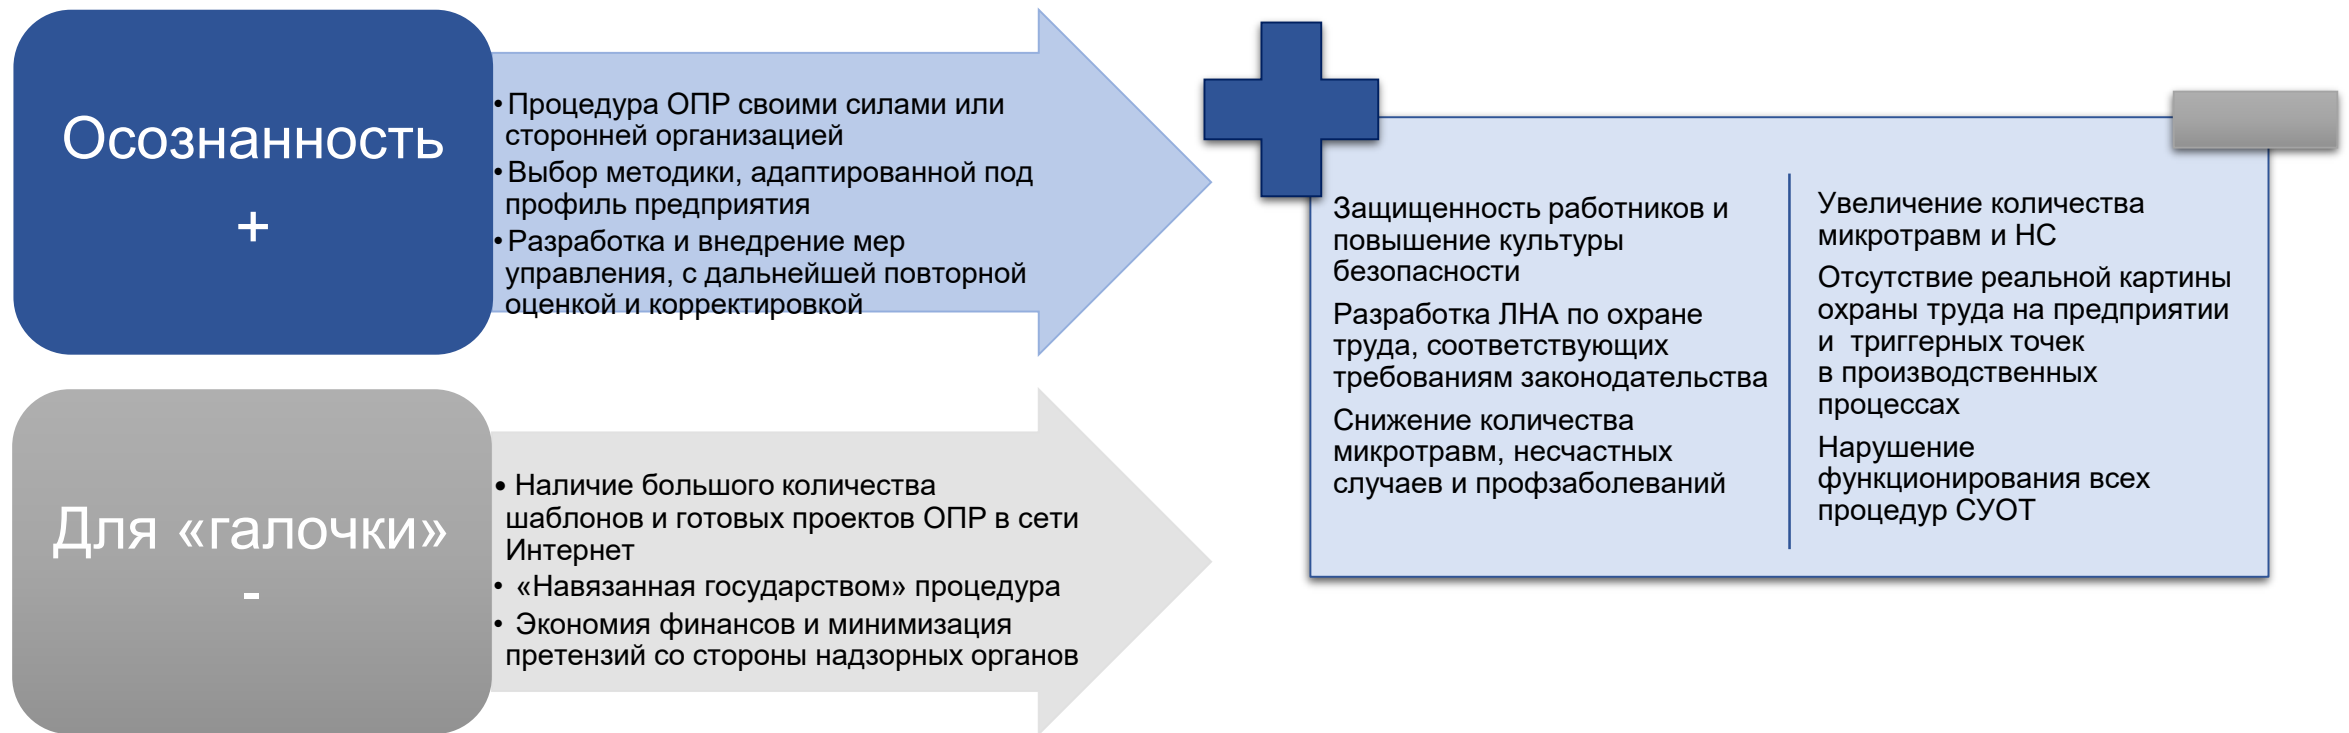 Осознанность
+
•Процедура ОПР своими силами или
сторонней организацией
•Выбор методики, адаптированной под
профиль предприятия
•Разработка и внедрение мер
управления, с дальнейшей повторной
оценкой и корректировкой
Для «галочки»
-
• Наличие большого количества
шаблонов и готовых проектов ОПР в сети
Интернет
• «Навязанная государством» процедура
• Экономия финансов и минимизация
претензий со стороны надзорных органов
Защищенность работников и
повышение культуры
безопасности
Разработка ЛНА по охране
труда, соответствующих
требованиям законодательства
Снижение количества
микротравм, несчастных
случаев и профзаболеваний
Увеличение количества
микротравм и НС
Отсутствие реальной картины
охраны труда на предприятии
и триггерных точек
в производственных
процессах
Нарушение
функционирования всех
процедур СУОТ